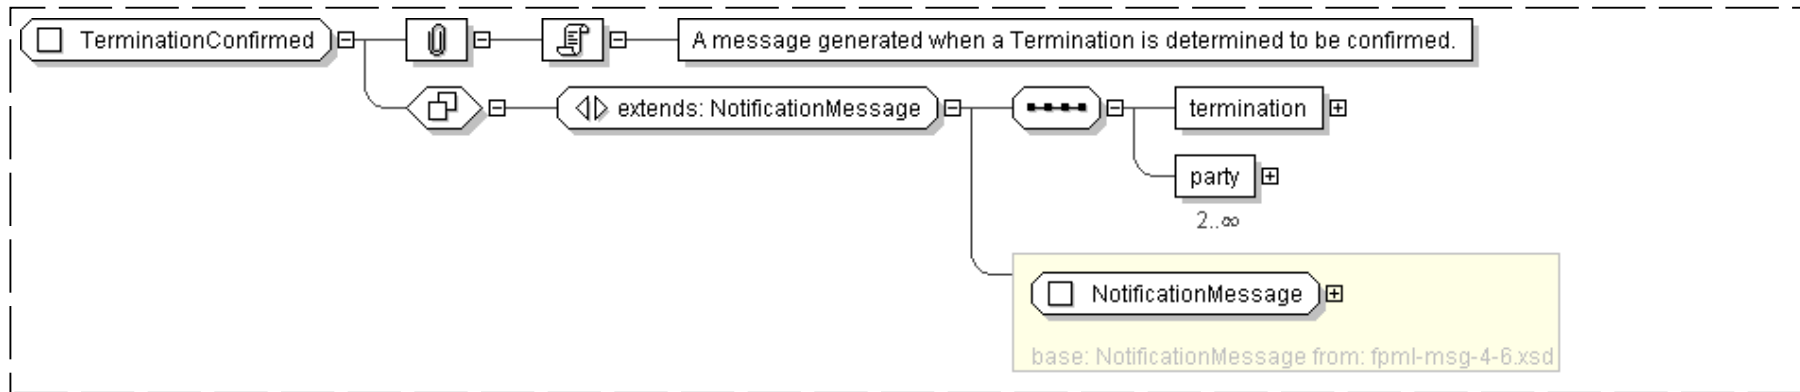 TerminationConfirmed
A message generated when a Termination is determined to be confirmed.
extends: NotificationMessage
termination
party
2..∞
NotificationMessage
base: NotificationMessage from: fpml-msg-4-6.xsd